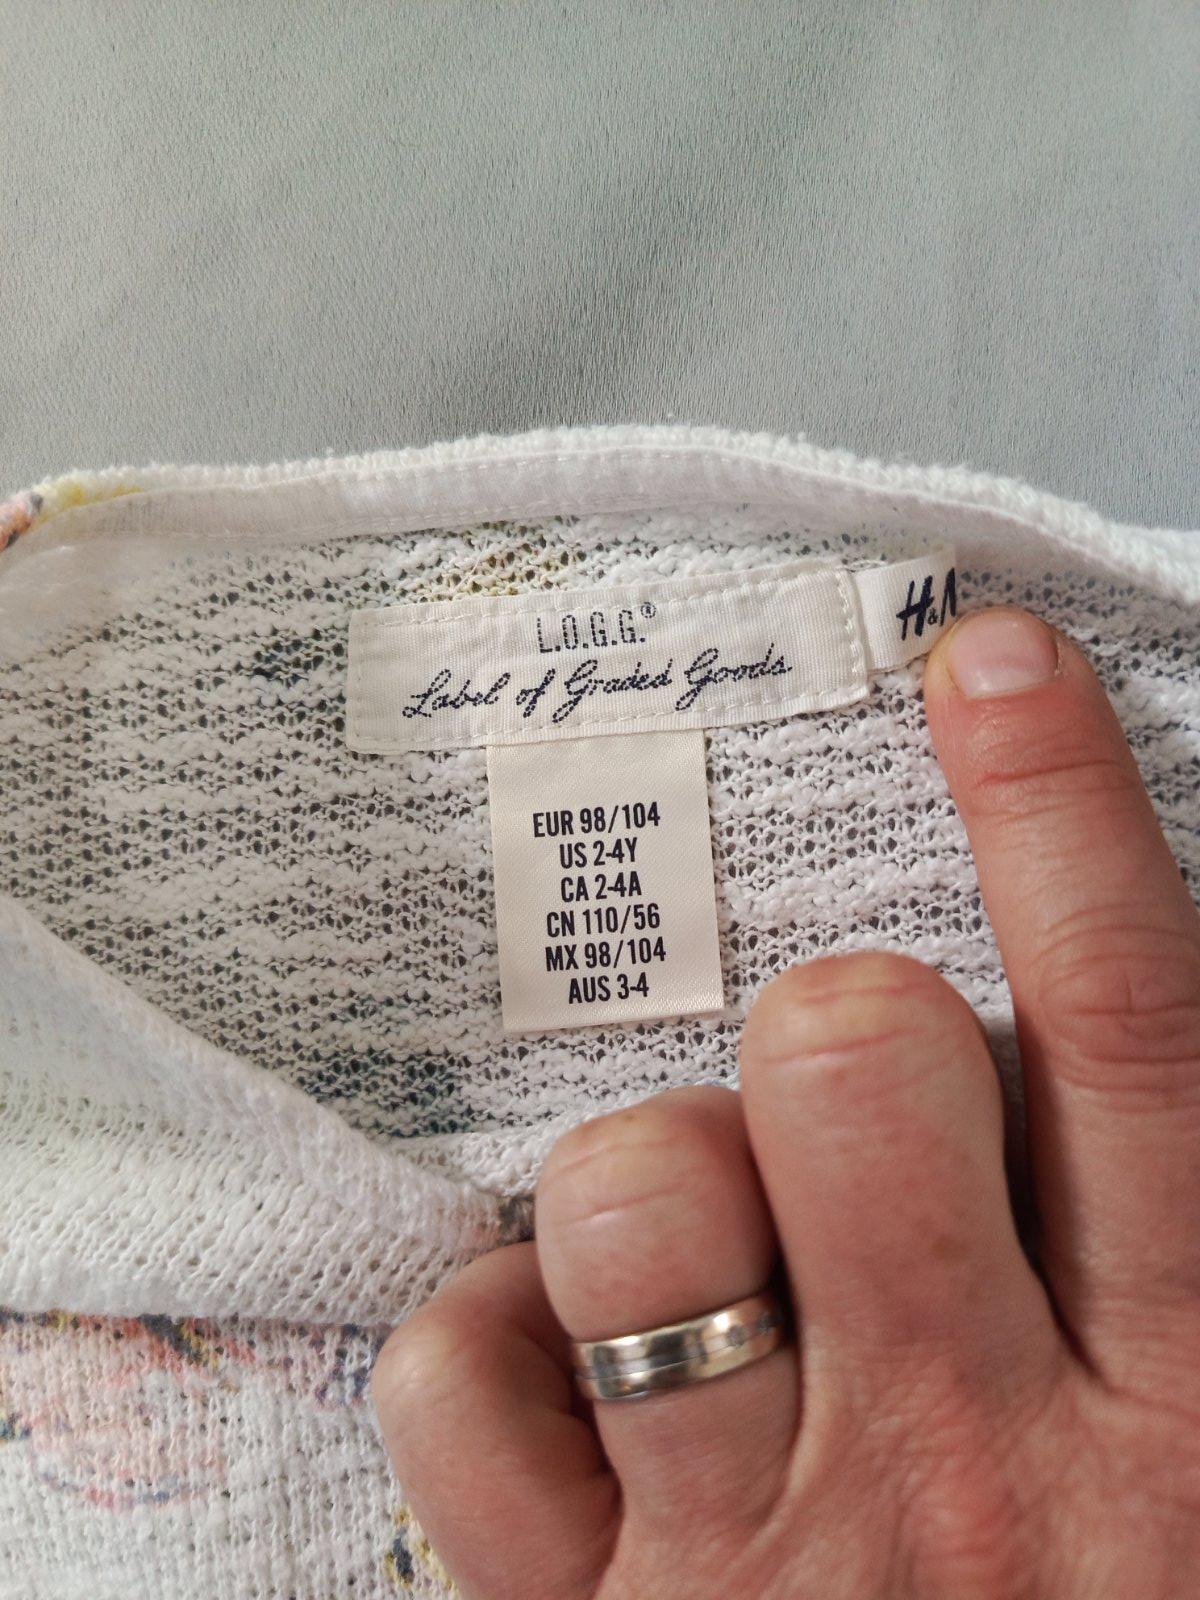 L.O.G.G.®
Label of Graded Goods
H&M
EUR 98/104
US 2-4Y
CA 2-4A
CN 110/56
MX 98/104
AUS 3-4